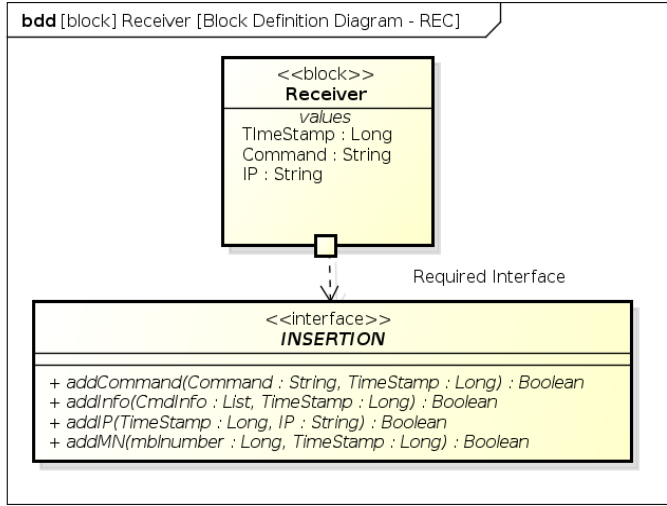 bdd [block] Receiver [Block Definition Diagram - REC]
<<block>>
Receiver
values
TImeStamp : Long
Command : String
IP : String
Required Interface
<<interface>>
INSERTION
+ addCommand(Command : String, TimeStamp : Long) : Boolean
+ addInfo(CmdInfo : List, TimeStamp : Long) : Boolean
+ addIP(TimeStamp : Long, IP : String) : Boolean
+ addMN(mblnumber : Long, TimeStamp : Long) : Boolean